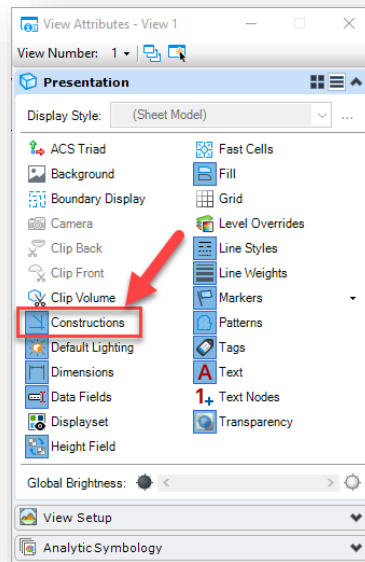 View Attributes - View 1
View Number: 1
Presentation
Display Style: (Sheet Model) ...
ACS Triad Fast Cells
Background Fill
Boundary Display Grid
Camera Level Overrides
Clip Back Line Styles
Clip Front Line Weights
Clip Volume Markers
Constructions Patterns
Default Lighting Tags
Dimensions A Text
Data Fields 1+ Text Nodes
Displayset Transparency
Height Field
Global Brightness:
View Setup
Analytic Symbology